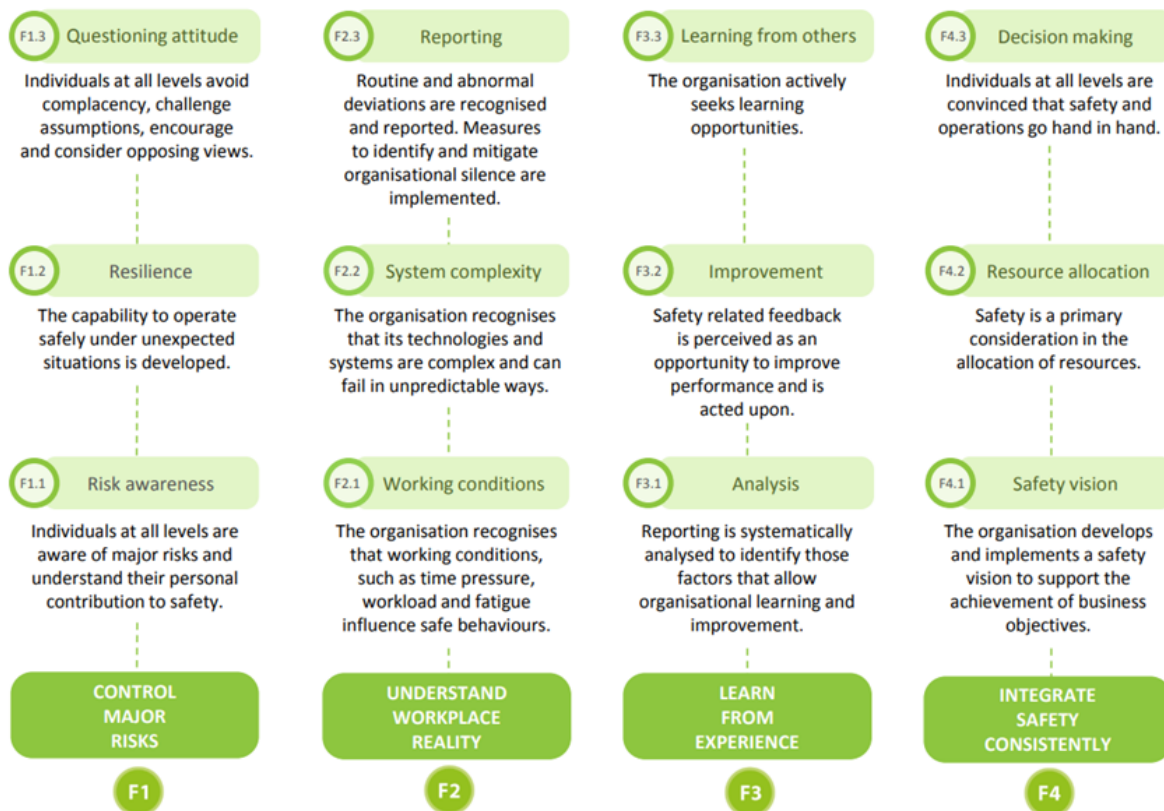 F1.3 Questioning attitude
Individuals at all levels avoid
complacency, challenge
assumptions, encourage
and consider opposing views.
F2.3 Reporting
Routine and abnormal
deviations are recognised
and reported. Measures
to identify and mitigate
organisational silence are
implemented.
F3.3 Learning from others
The organisation actively
seeks learning
opportunities.
F4.3 Decision making
Individuals at all levels are
convinced that safety and
operations go hand in hand.
F1.2 Resilience
The capability to operate
safely under unexpected
situations is developed.
F2.2 System complexity
The organisation recognises
that its technologies and
systems are complex and can
fail in unpredictable ways.
F3.2 Improvement
Safety related feedback
is perceived as an
opportunity to improve
performance and is
acted upon.
F4.2 Resource allocation
Safety is a primary
consideration in the
allocation of resources.
F1.1 Risk awareness
Individuals at all levels are
aware of major risks and
understand their personal
contribution to safety.
F2.1 Working conditions
The organisation recognises
that working conditions,
such as time pressure,
workload and fatigue
influence safe behaviours.
F3.1 Analysis
Reporting is systematically
analysed to identify those
factors that allow
organisational learning and
improvement.
F4.1 Safety vision
The organisation develops
and implements a safety
vision to support the
achievement of business
objectives.
CONTROL
MAJOR
RISKS
F1
UNDERSTAND
WORKPLACE
REALITY
F2
LEARN
FROM
EXPERIENCE
F3
INTEGRATE
SAFETY
CONSISTENTLY
F4